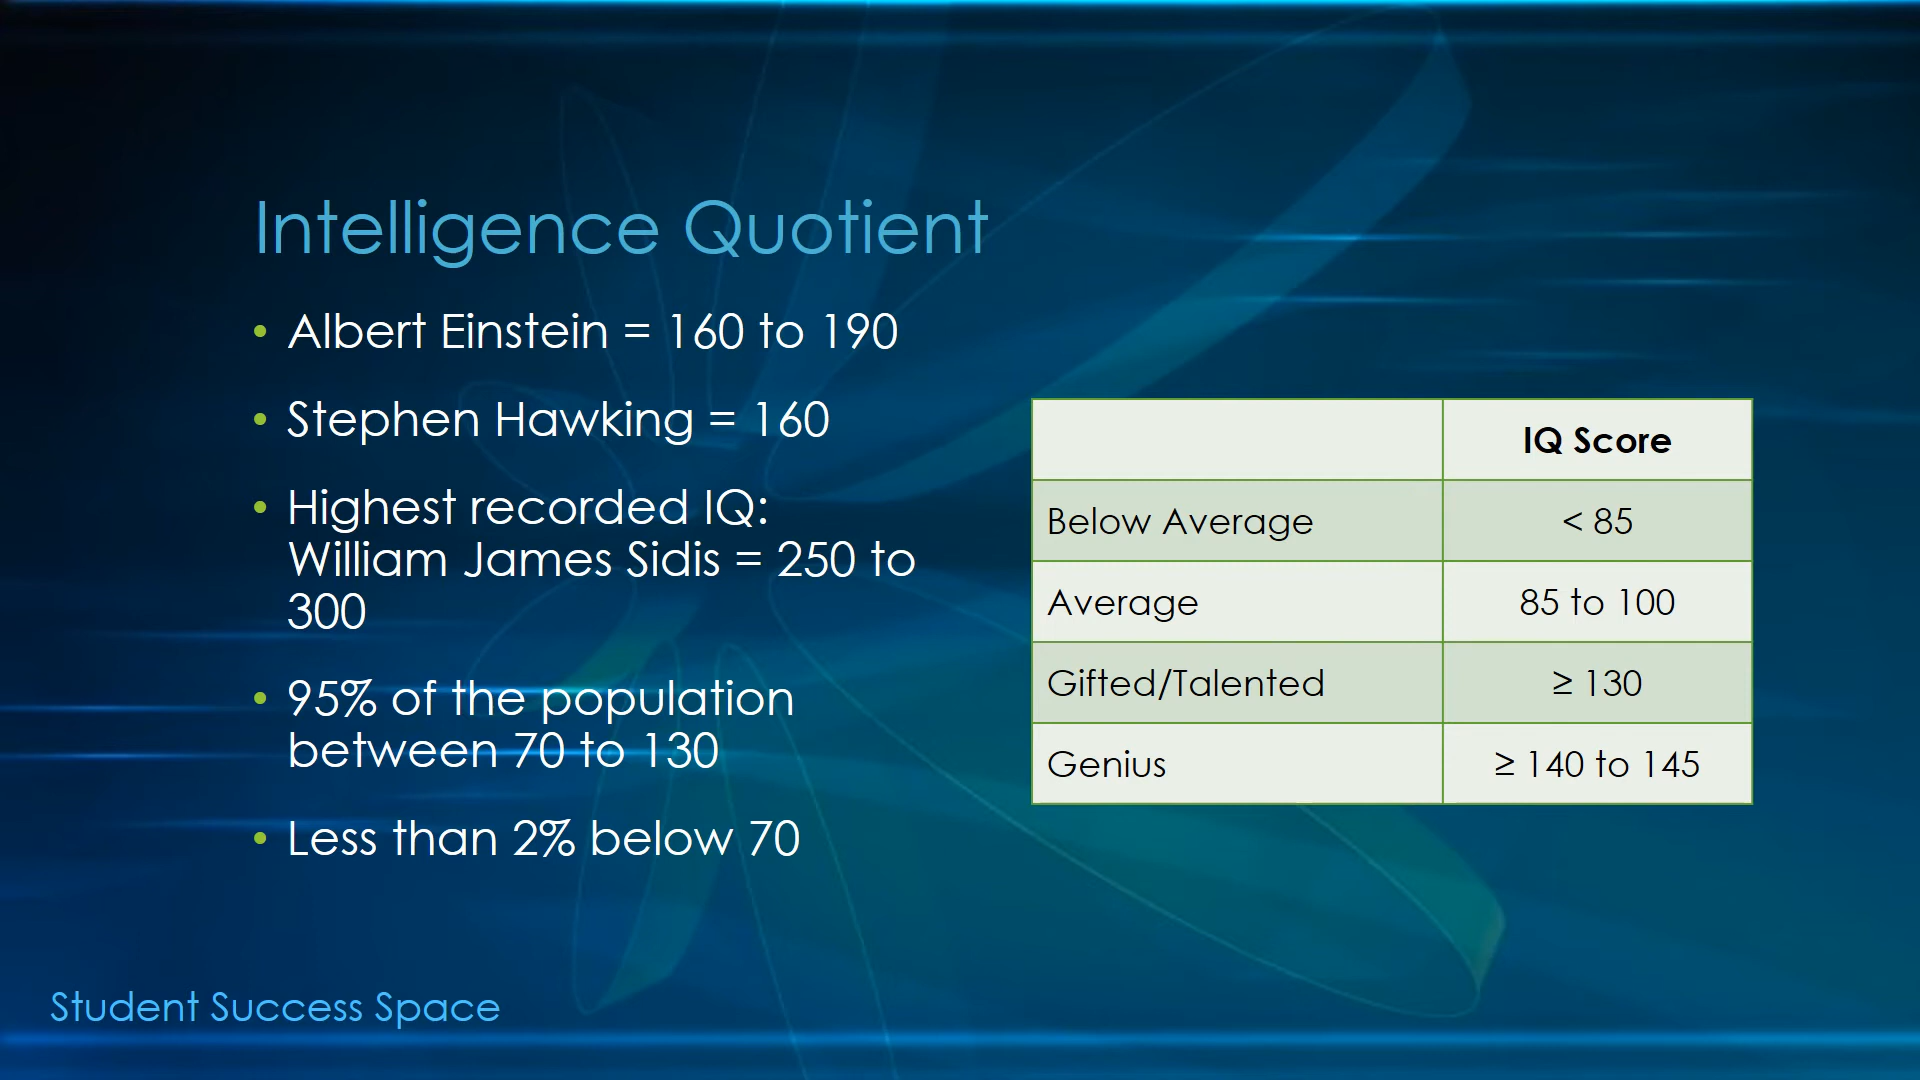 Intelligence Quotient
• Albert Einstein = 160 to 190
• Stephen Hawking = 160
• Highest recorded IQ:
William James Sidis = 250 to
300
• 95% of the population
between 70 to 130
• Less than 2% below 70
IQ Score
Below Average < 85
Average 85 to 100
Gifted/Talented ≥ 130
Genius ≥ 140 to 145
Student Success Space